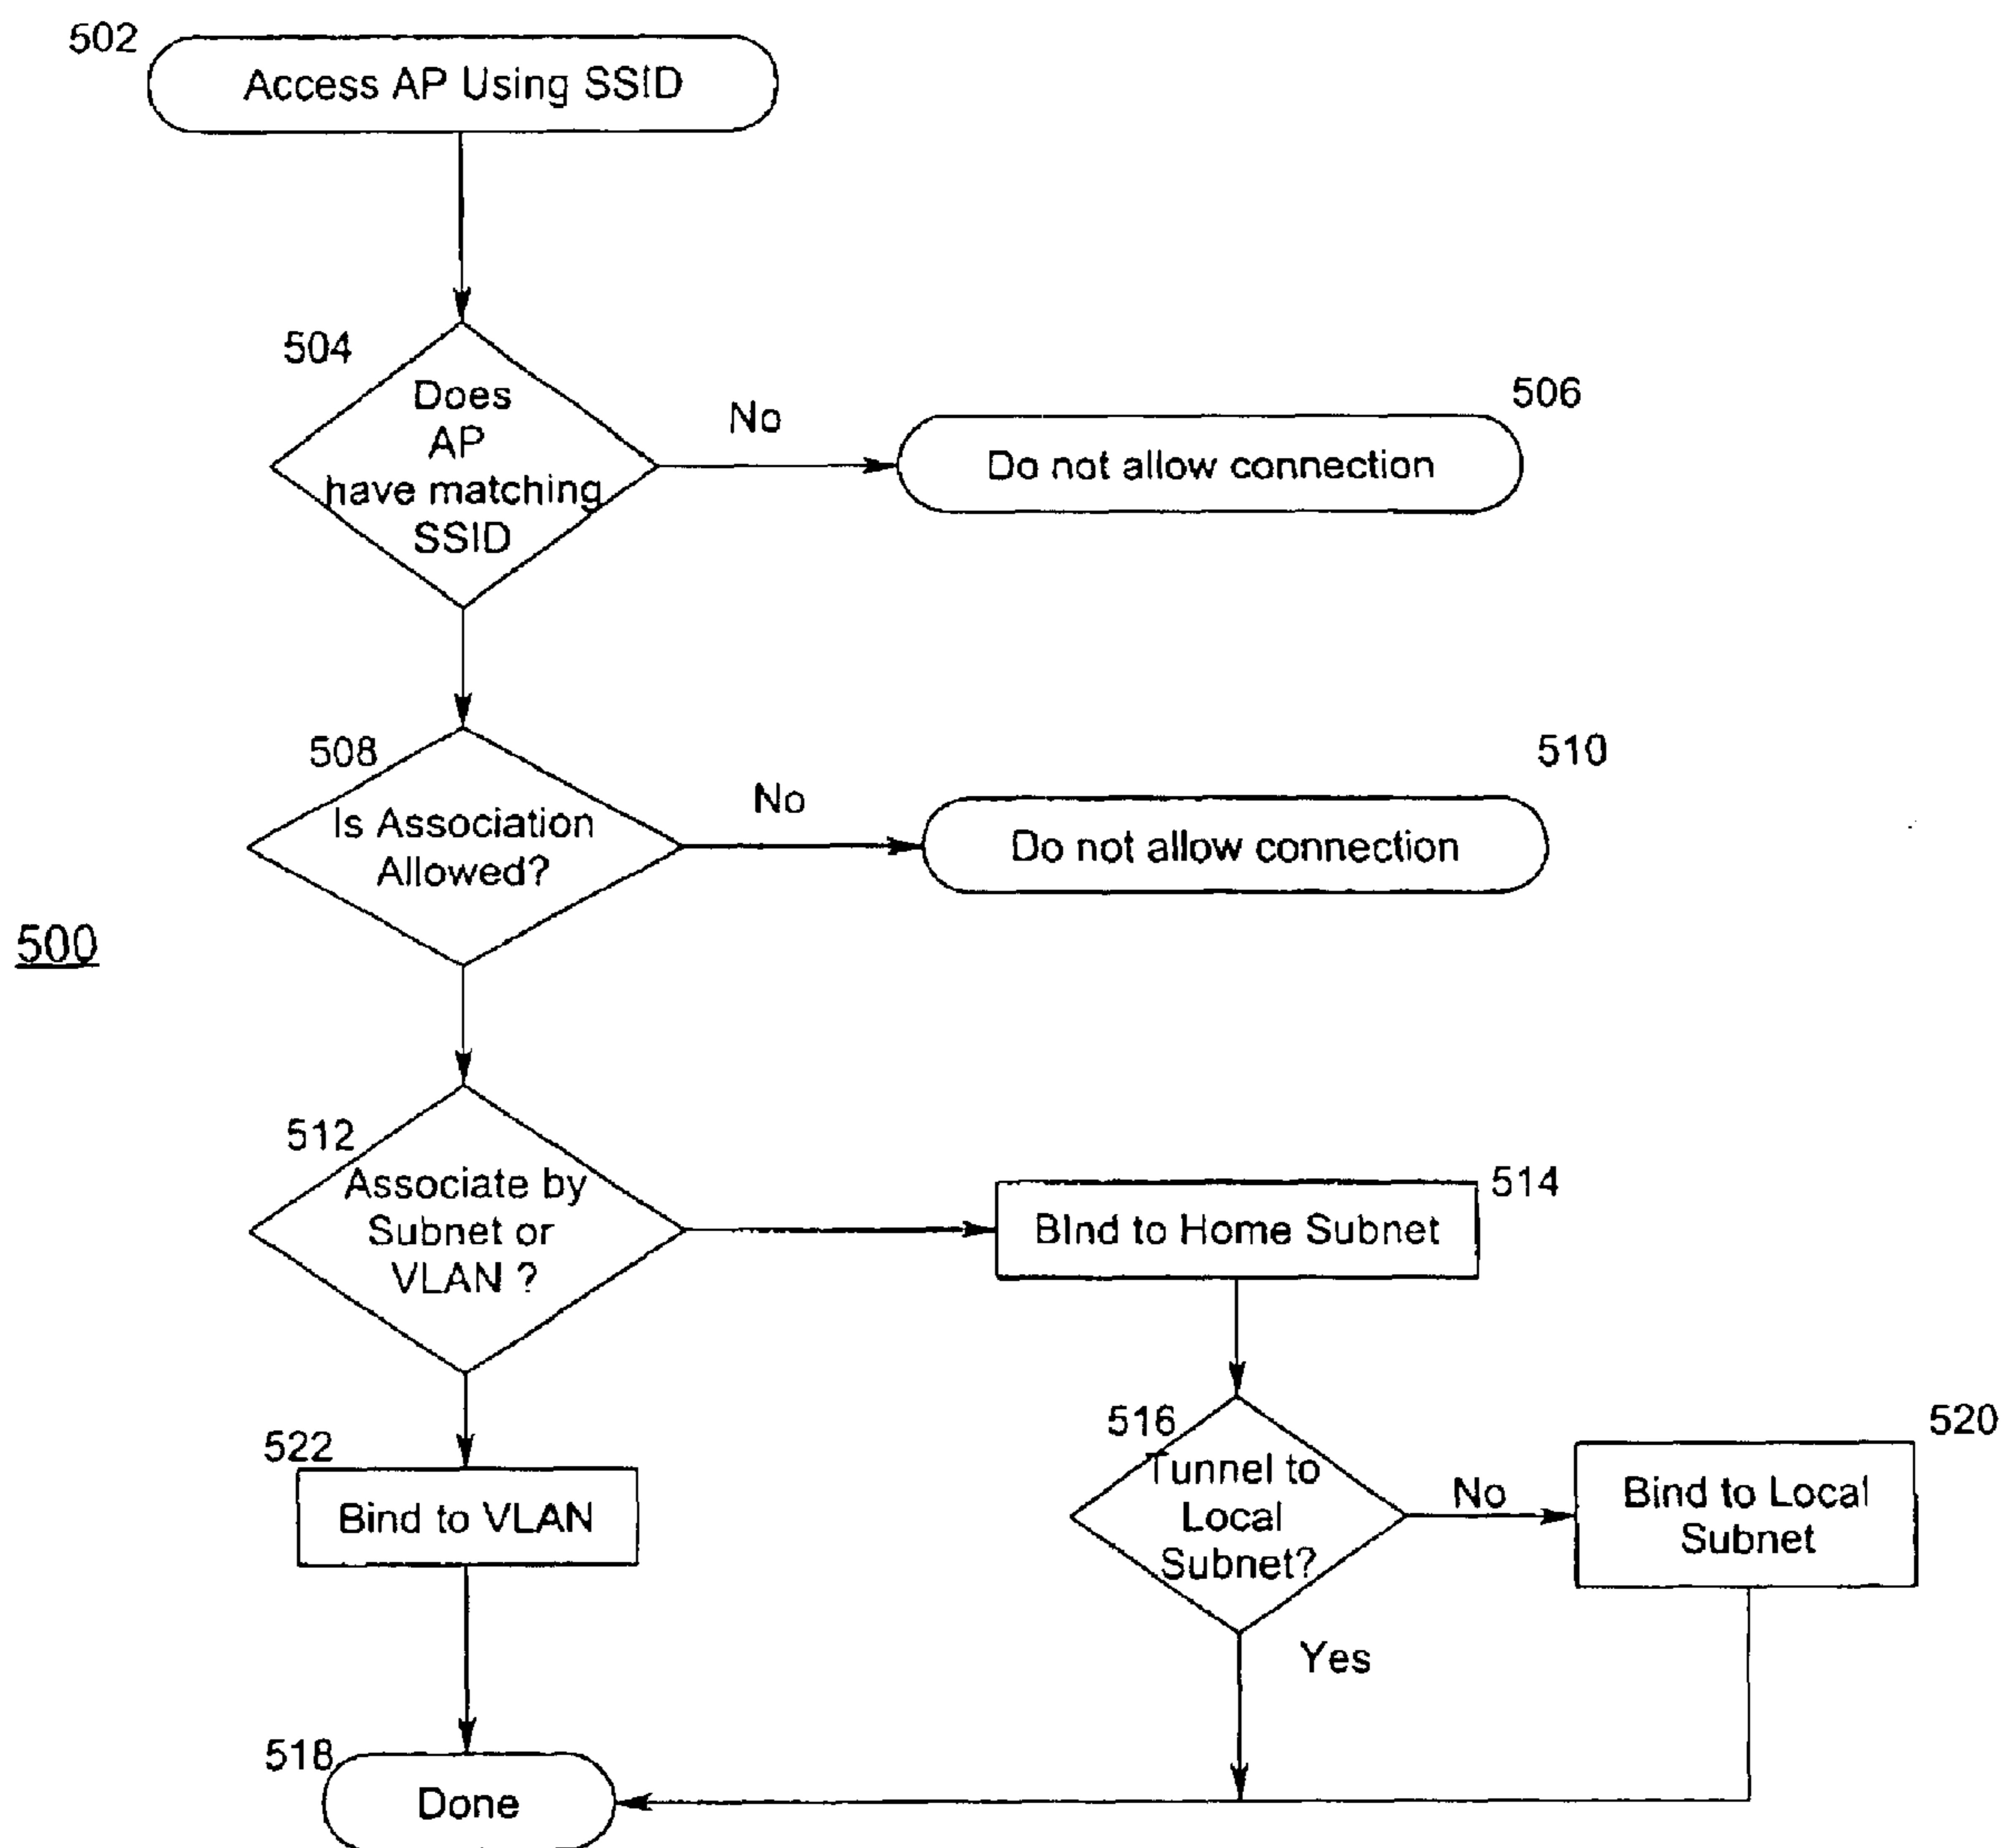 502
Access AP Using SSID
504
Does
AP
have matching
SSID
No
506
Do not allow connection
508
Is Association
Allowed?
No
510
Do not allow connection
500
512
Associate by
Subnet or
VLAN ?
514
BInd to Home Subnet
516
Tunnel to
Local
Subnet?
No
520
Bind to Local
Subnet
522
Bind to VLAN
Yes
518
Done